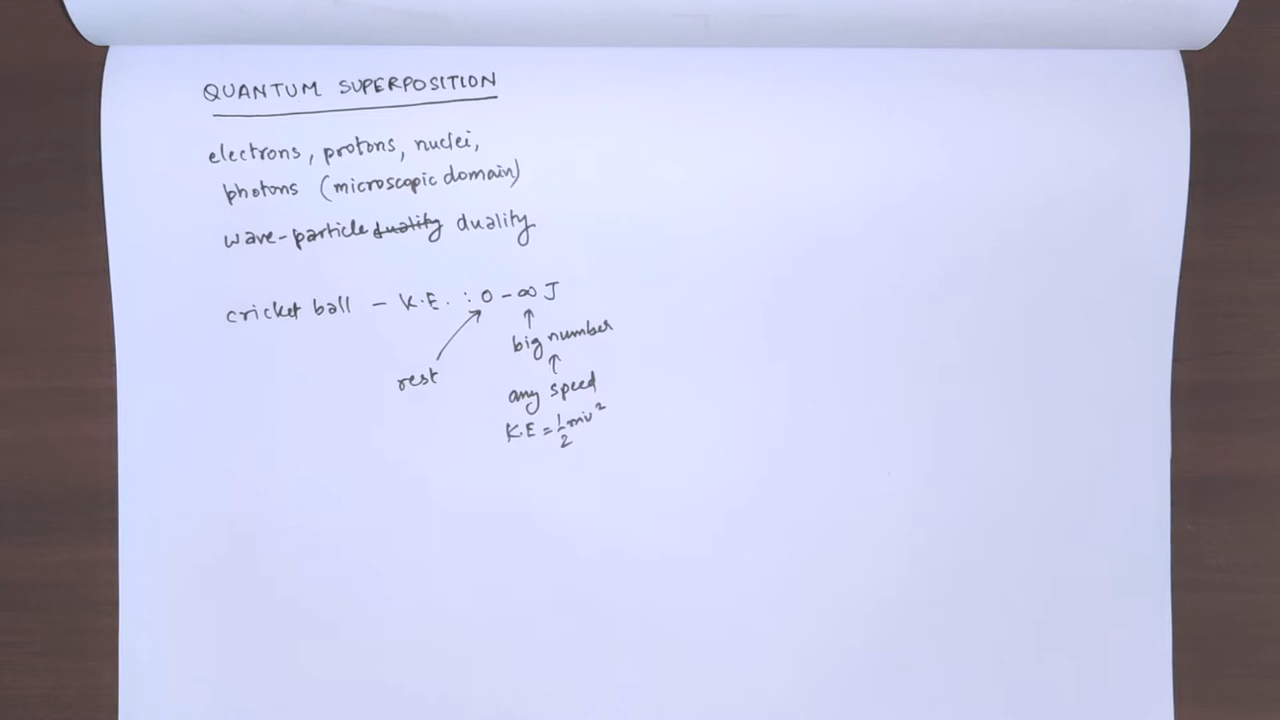 QUANTUM SUPERPOSITION
electrons, protons, nuclei,
photons (microscopic domain)
wave-particle duality duality
cricket ball – K.E. : 0 – ∞ J
↑
big number
rest
↑
any speed
K.E = 1/2 mv²